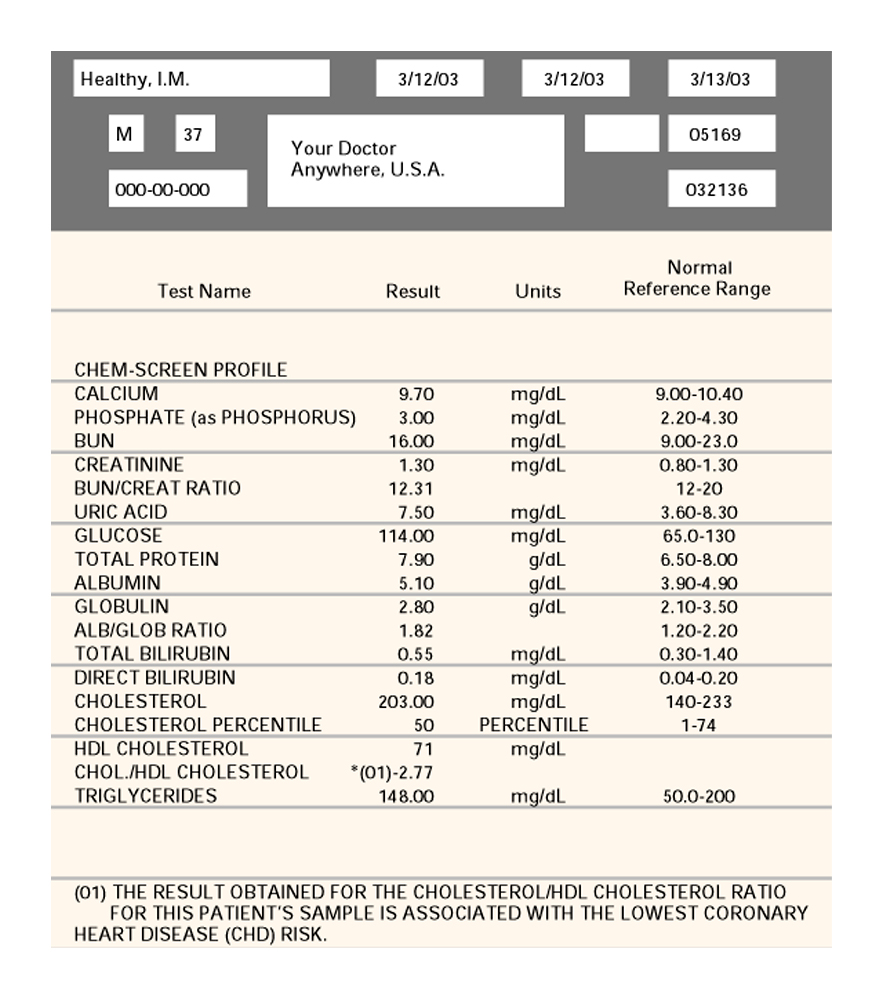 Healthy, I.M. 3/12/03 3/12/03 3/13/03
M 37 Your Doctor 05169
Anywhere, U.S.A.
000-00-000 032136
Normal
Test Name Result Units Reference Range
CHEM-SCREEN PROFILE
CALCIUM 9.70 mg/dL 9.00-10.40
PHOSPHATE (as PHOSPHORUS) 3.00 mg/dL 2.20-4.30
BUN 16.00 mg/dL 9.00-23.0
CREATININE 1.30 mg/dL 0.80-1.30
BUN/CREAT RATIO 12.31 12-20
URIC ACID 7.50 mg/dL 3.60-8.30
GLUCOSE 114.00 mg/dL 65.0-130
TOTAL PROTEIN 7.90 g/dL 6.50-8.00
ALBUMIN 5.10 g/dL 3.90-4.90
GLOBULIN 2.80 g/dL 2.10-3.50
ALB/GLOB RATIO 1.82 1.20-2.20
TOTAL BILIRUBIN 0.55 mg/dL 0.30-1.40
DIRECT BILIRUBIN 0.18 mg/dL 0.04-0.20
CHOLESTEROL 203.00 mg/dL 140-233
CHOLESTEROL PERCENTILE 50 PERCENTILE 1-74
HDL CHOLESTEROL 71 mg/dL
CHOL./HDL CHOLESTEROL *(01)-2.77
TRIGLYCERIDES 148.00 mg/dL 50.0-200
(01) THE RESULT OBTAINED FOR THE CHOLESTEROL/HDL CHOLESTEROL RATIO
FOR THIS PATIENT'S SAMPLE IS ASSOCIATED WITH THE LOWEST CORONARY
HEART DISEASE (CHD) RISK.